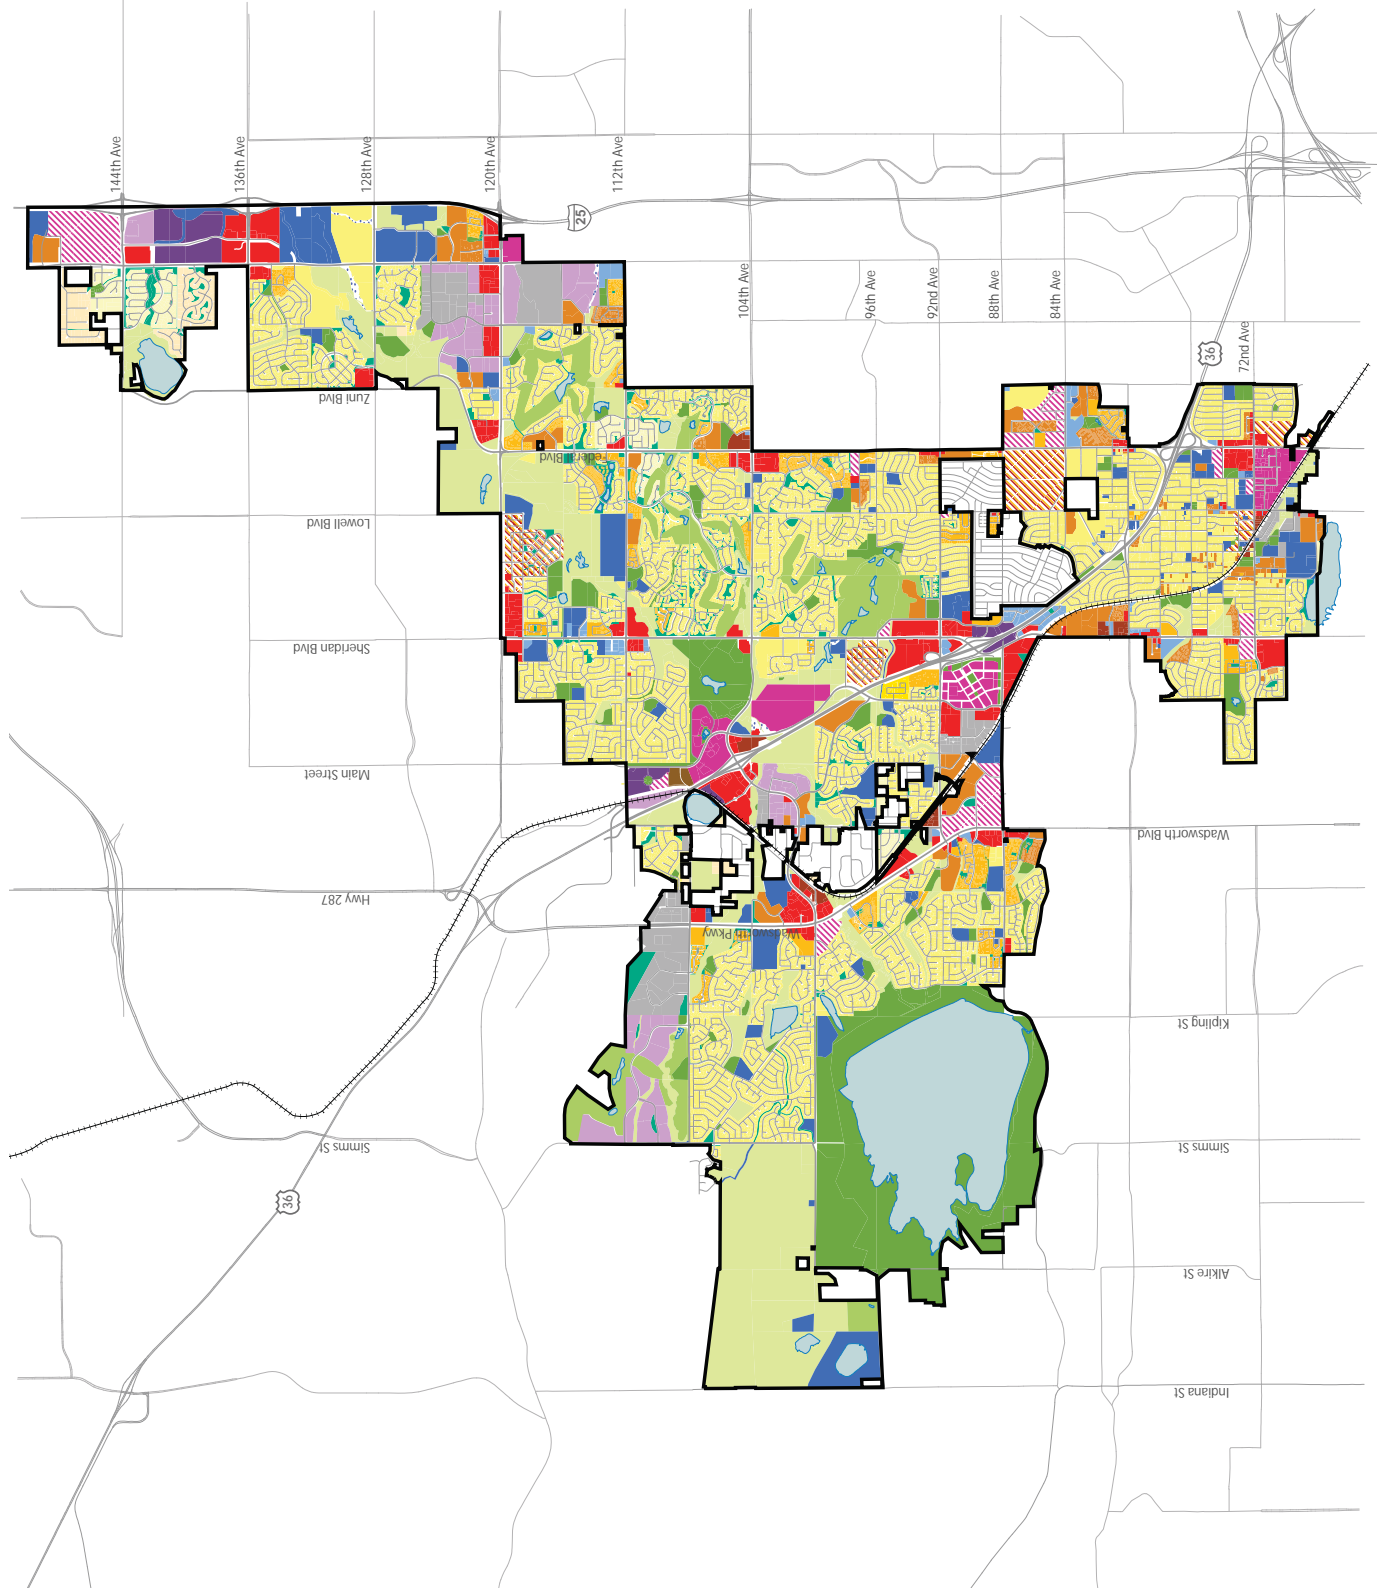 144th Ave
136th Ave
128th Ave
120th Ave
112th Ave
25
104th Ave
96th Ave
92nd Ave
88th Ave
84th Ave
36
72nd Ave
Zuni Blvd
Federal Blvd
Lowell Blvd
Sheridan Blvd
Main Street
Wadsworth Blvd
Hwy 287
Wadsworth Pkwy
Kipling St
Simms St
Simms St
36
Alkire St
Indiana St